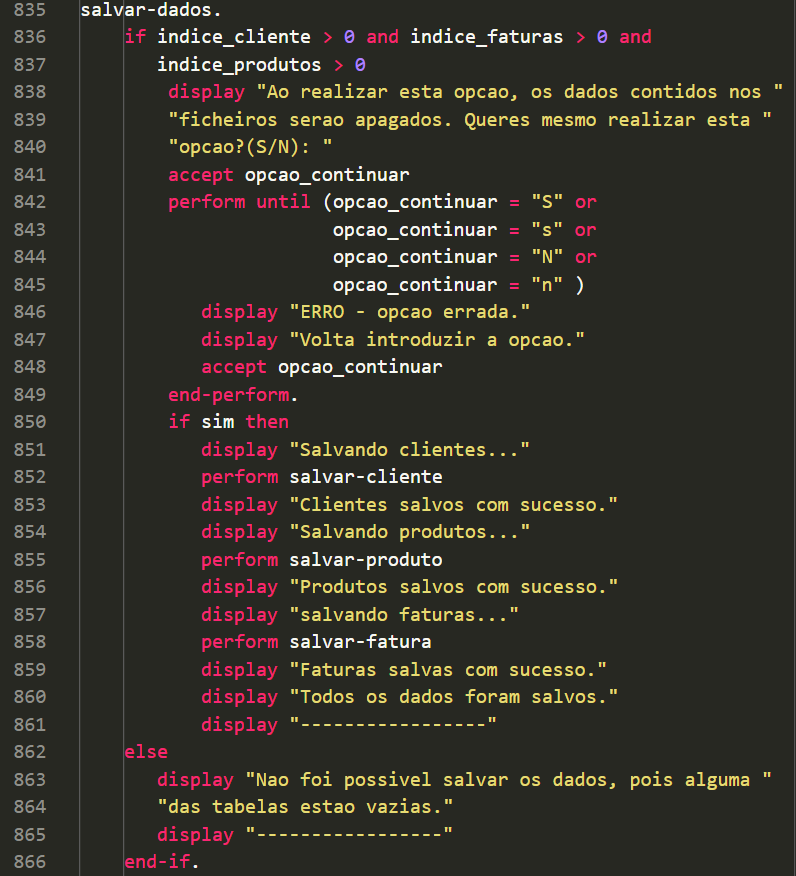 835 salvar-dados.
836     if indice_cliente > 0 and indice_faturas > 0 and
837        indice_produtos > 0
838         display "Ao realizar esta opcao, os dados contidos nos "
839         "ficheiros serao apagados. Queres mesmo realizar esta "
840         "opcao?(S/N): "
841         accept opcao_continuar
842         perform until (opcao_continuar = "S" or
843                        opcao_continuar = "s" or
844                        opcao_continuar = "N" or
845                        opcao_continuar = "n" )
846            display "ERRO - opcao errada."
847            display "Volta introduzir a opcao."
848            accept opcao_continuar
849         end-perform.
850         if sim then
851            display "Salvando clientes..."
852            perform salvar-cliente
853            display "Clientes salvos com sucesso."
854            display "Salvando produtos..."
855            perform salvar-produto
856            display "Produtos salvos com sucesso."
857            display "salvando faturas..."
858            perform salvar-fatura
859            display "Faturas salvas com sucesso."
860            display "Todos os dados foram salvos."
861            display "-----------------"
862     else
863        display "Nao foi possivel salvar os dados, pois alguma "
864        "das tabelas estao vazias."
865        display "-----------------"
866     end-if.